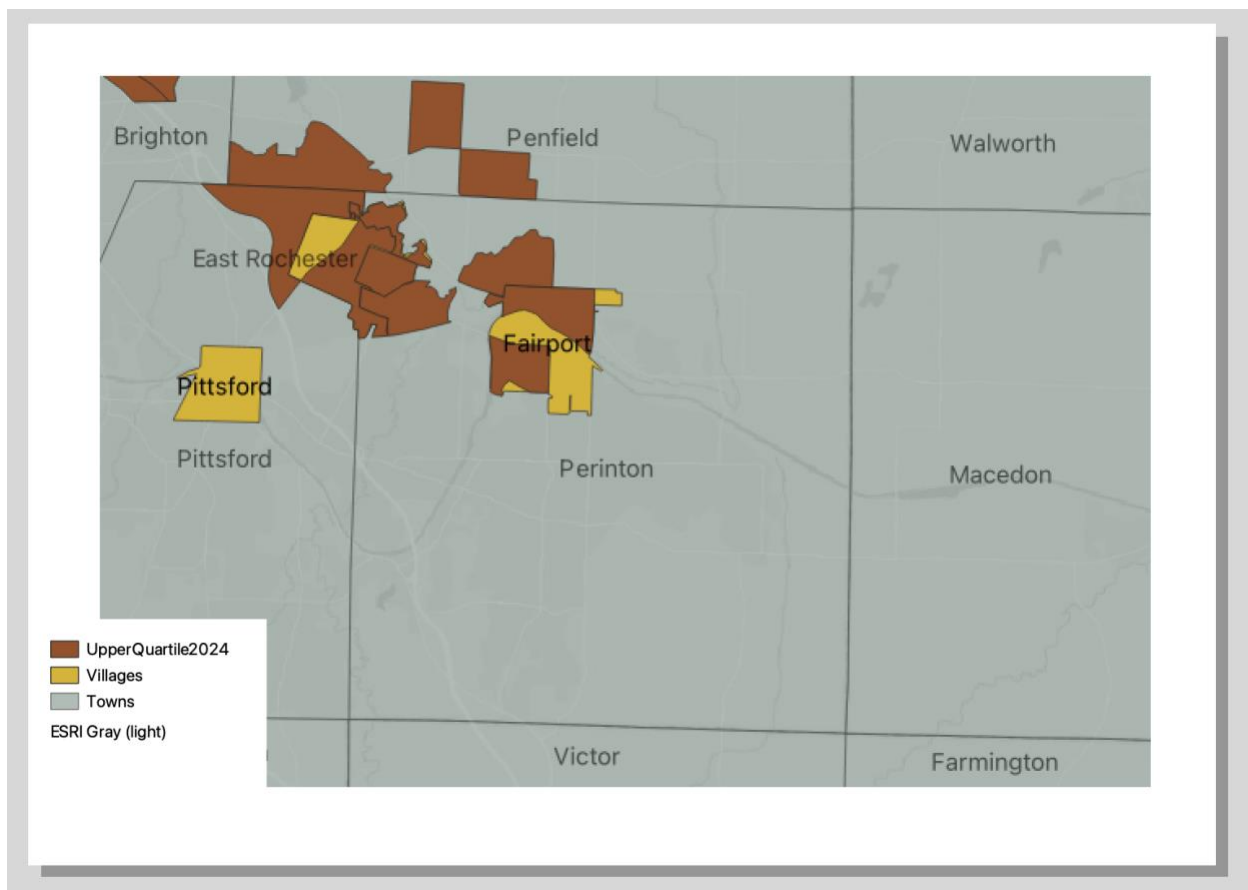 Brighton
Penfield
Walworth
East Rochester
Fairport
Pittsford
Pittsford
Perinton
Macedon
UpperQuartile2024
Villages
Towns
ESRI Gray (light)
Victor
Farmington